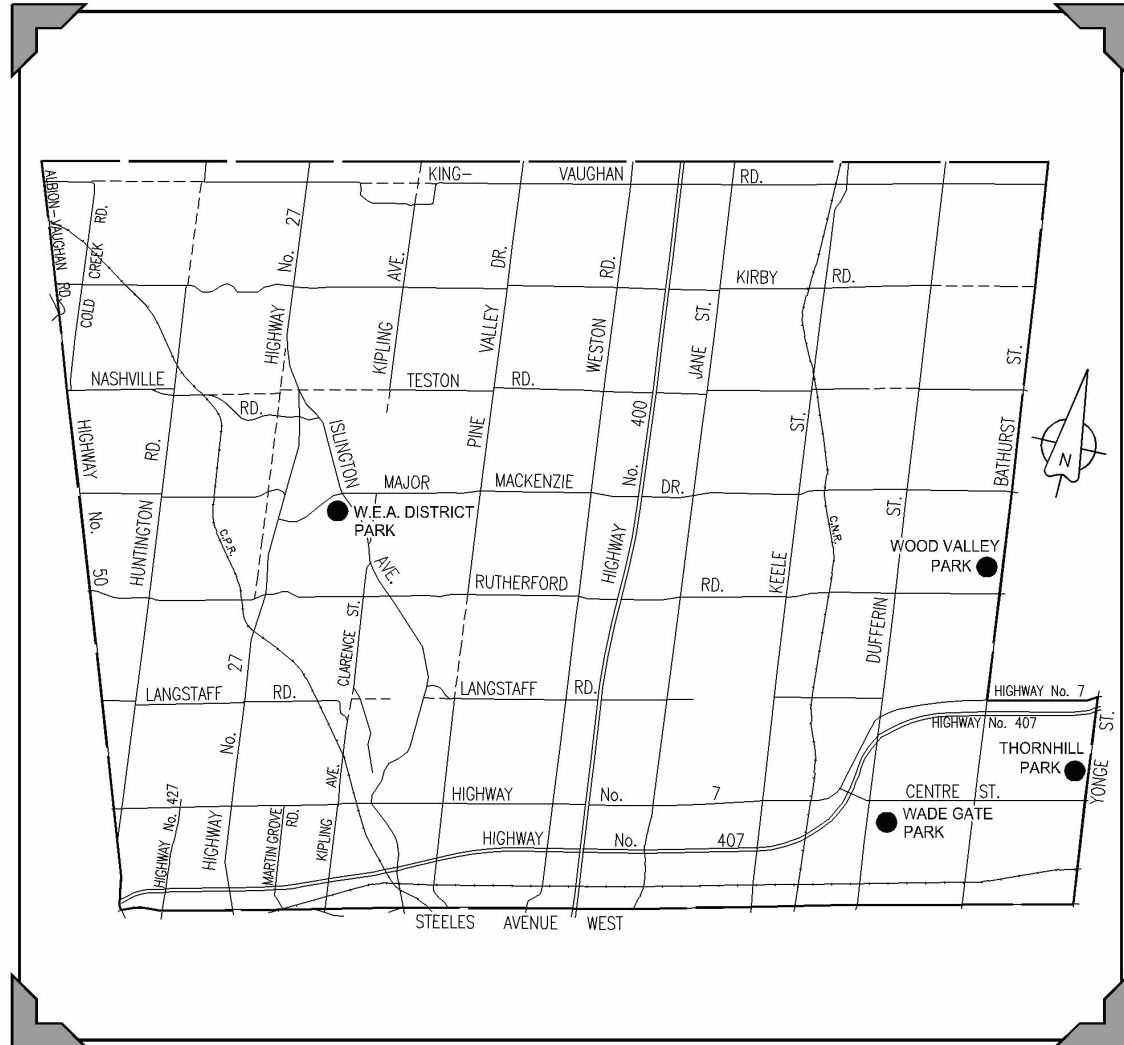 KING-
VAUGHAN
RD.
ALBION-VAUGHAN RD.
COLD
CREEK RD.
HIGHWAY
No. 27
KIPLING
AVE.
PINE
VALLEY
DR.
WESTON
RD.
JANE ST.
KIRBY
RD.
BATHURST
ST.
NASHVILLE
RD.
TESTON
RD.
HIGHWAY
No. 50
HUNTINGTON
RD.
ISLINGTON
AVE.
MAJOR
MACKENZIE
DR.
HIGHWAY
No. 400
KEELE
ST.
DUFFERIN
ST.
N
W.E.A. DISTRICT
PARK
C.P.R.
C.N.R.
WOOD VALLEY
PARK
RUTHERFORD
RD.
CLARENCE ST.
LANGSTAFF
RD.
LANGSTAFF
RD.
HIGHWAY No. 7
HIGHWAY No. 407
THORNHILL
PARK
YONGE
ST.
HIGHWAY
No. 27
HIGHWAY No. 427
MARTIN GROVE
RD.
KIPLING
AVE.
HIGHWAY
No.
7
CENTRE
ST.
WADE GATE
PARK
HIGHWAY
No.
407
STEELES
AVENUE
WEST